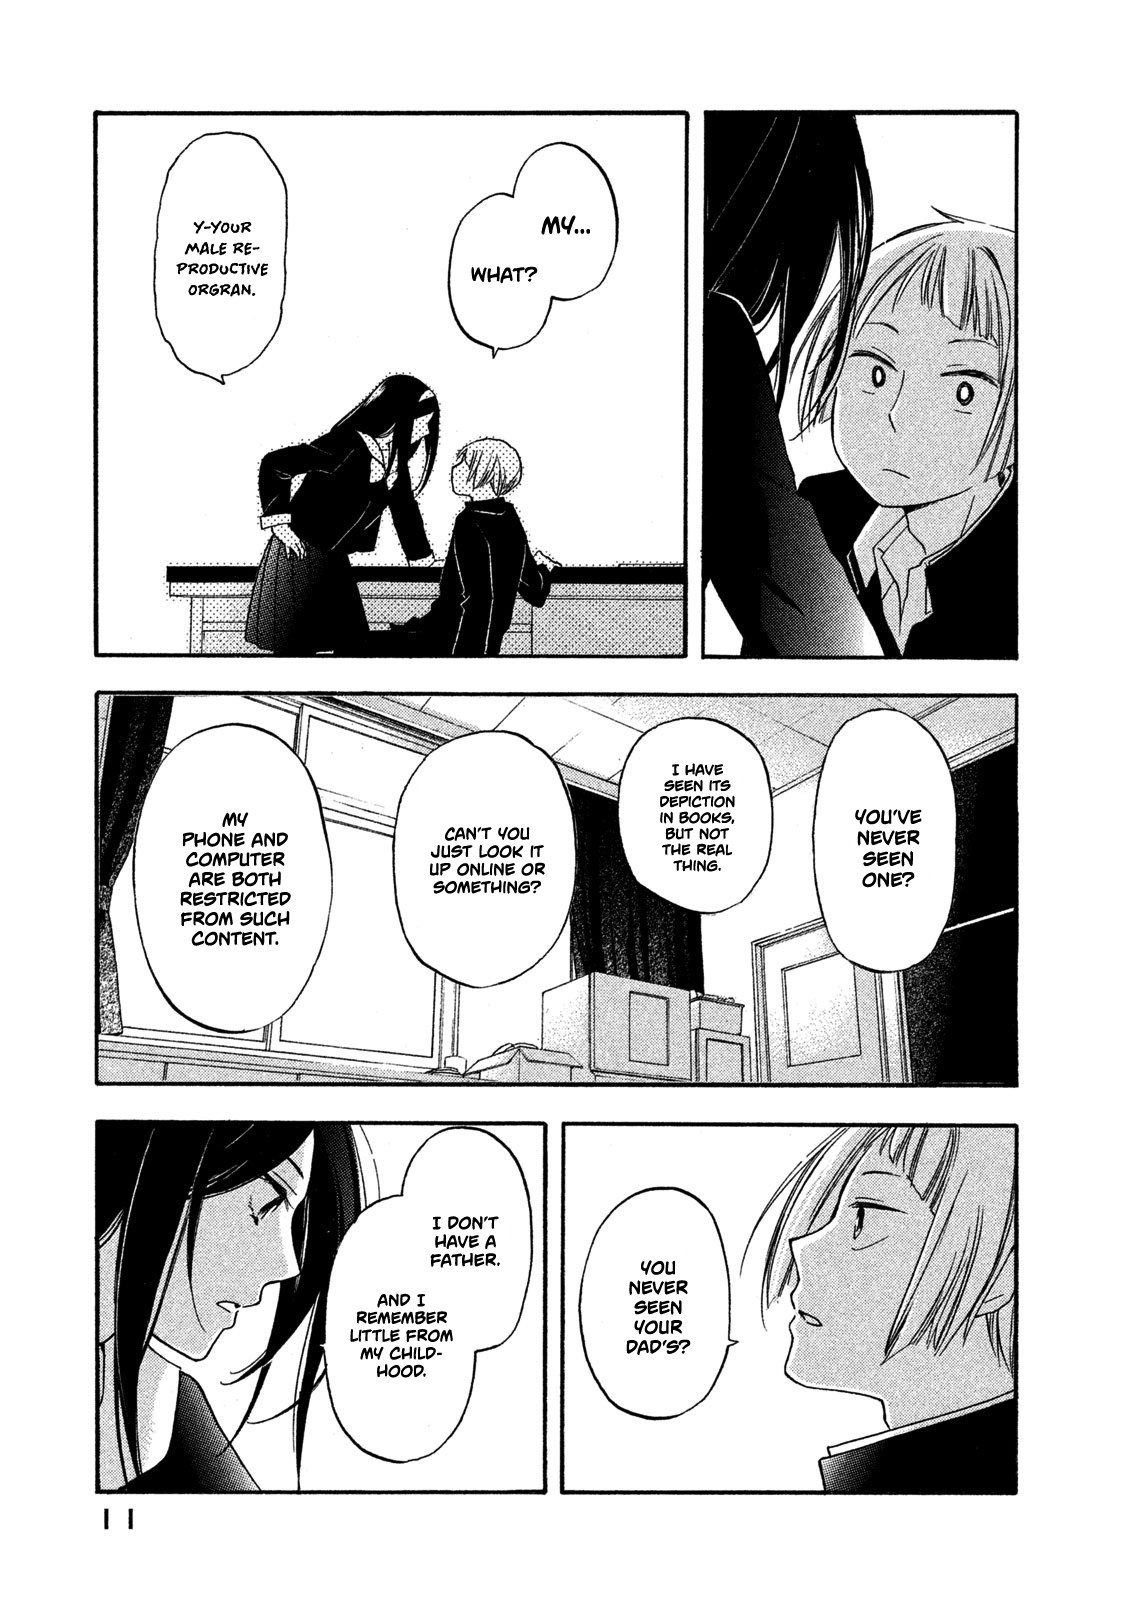 MY...
WHAT?
Y-YOUR
MALE RE-
PRODUCTIVE
ORGRAN.
YOU'VE
NEVER
SEEN
ONE?
I HAVE
SEEN ITS
DEPICTION
IN BOOKS,
BUT NOT
THE REAL
THING.
CAN'T YOU
JUST LOOK IT
UP ONLINE OR
SOMETHING?
MY
PHONE AND
COMPUTER
ARE BOTH
RESTRICTED
FROM SUCH
CONTENT.
YOU
NEVER
SEEN
YOUR
DAD'S?
I DON'T
HAVE A
FATHER.
AND I
REMEMBER
LITTLE FROM
MY CHILD-
HOOD.
11